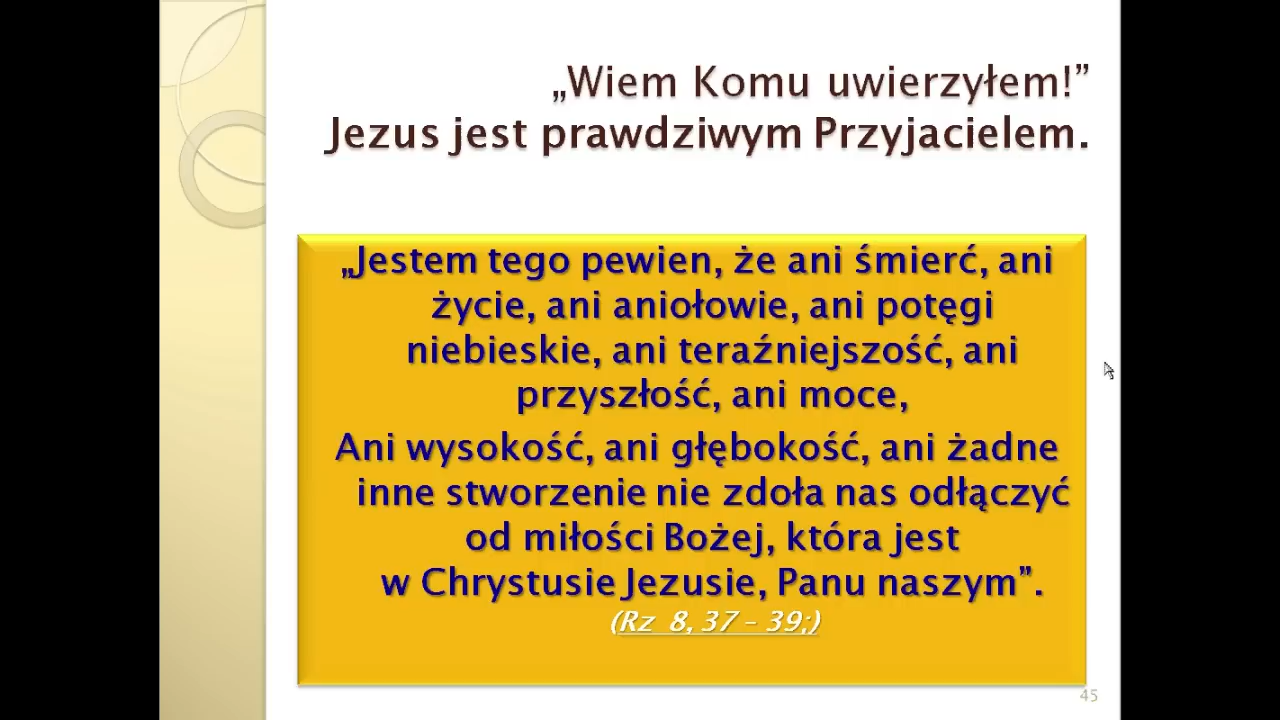 „Wiem Komu uwierzyłem!”
Jezus jest prawdziwym Przyjacielem.
„Jestem tego pewien, że ani śmierć, ani
życie, ani aniołowie, ani potęgi
niebieskie, ani teraźniejszość, ani
przyszłość, ani moce,
Ani wysokość, ani głębokość, ani żadne
inne stworzenie nie zdoła nas odłączyć
od miłości Bożej, która jest
w Chrystusie Jezusie, Panu naszym”.
(Rz 8, 37 – 39;)
45